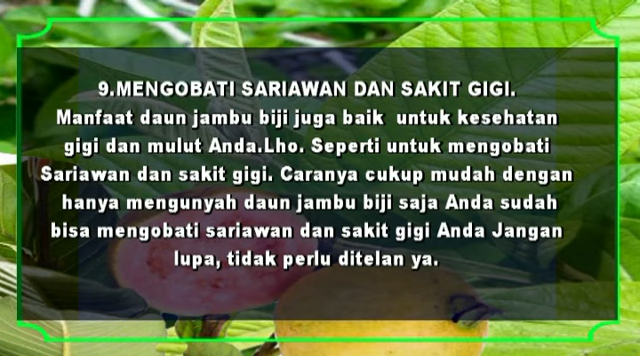 9.MENGOBATI SARIAWAN DAN SAKIT GIGI.
Manfaat daun jambu biji juga baik untuk kesehatan
gigi dan mulut Anda.Lho. Seperti untuk mengobati
Sariawan dan sakit gigi. Caranya cukup mudah dengan
hanya mengunyah daun jambu biji saja Anda sudah
bisa mengobati sariawan dan sakit gigi Anda Jangan
lupa, tidak perlu ditelan ya.